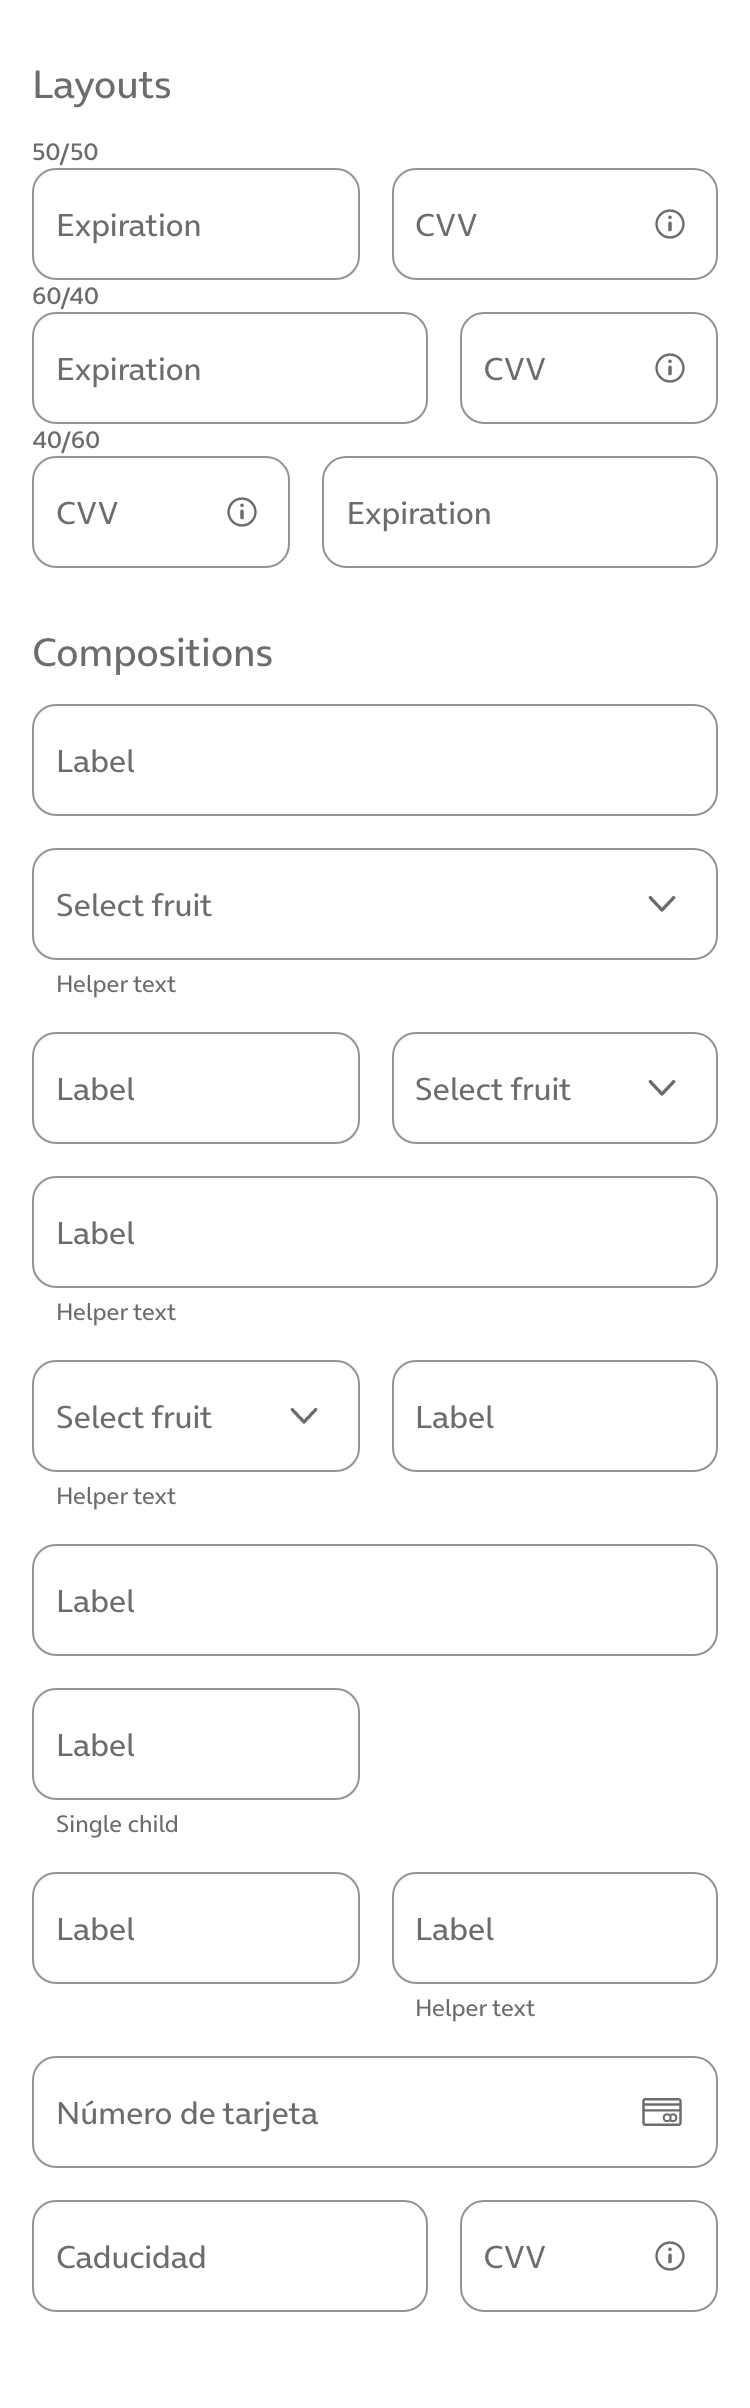 Layouts
50/50
Expiration CVV
60/40
Expiration CVV
40/60
CVV Expiration
Compositions
Label
Select fruit
Helper text
Label Select fruit
Label
Helper text
Select fruit Label
Helper text
Label
Label
Single child
Label Label
Helper text
Número de tarjeta
Caducidad CVV